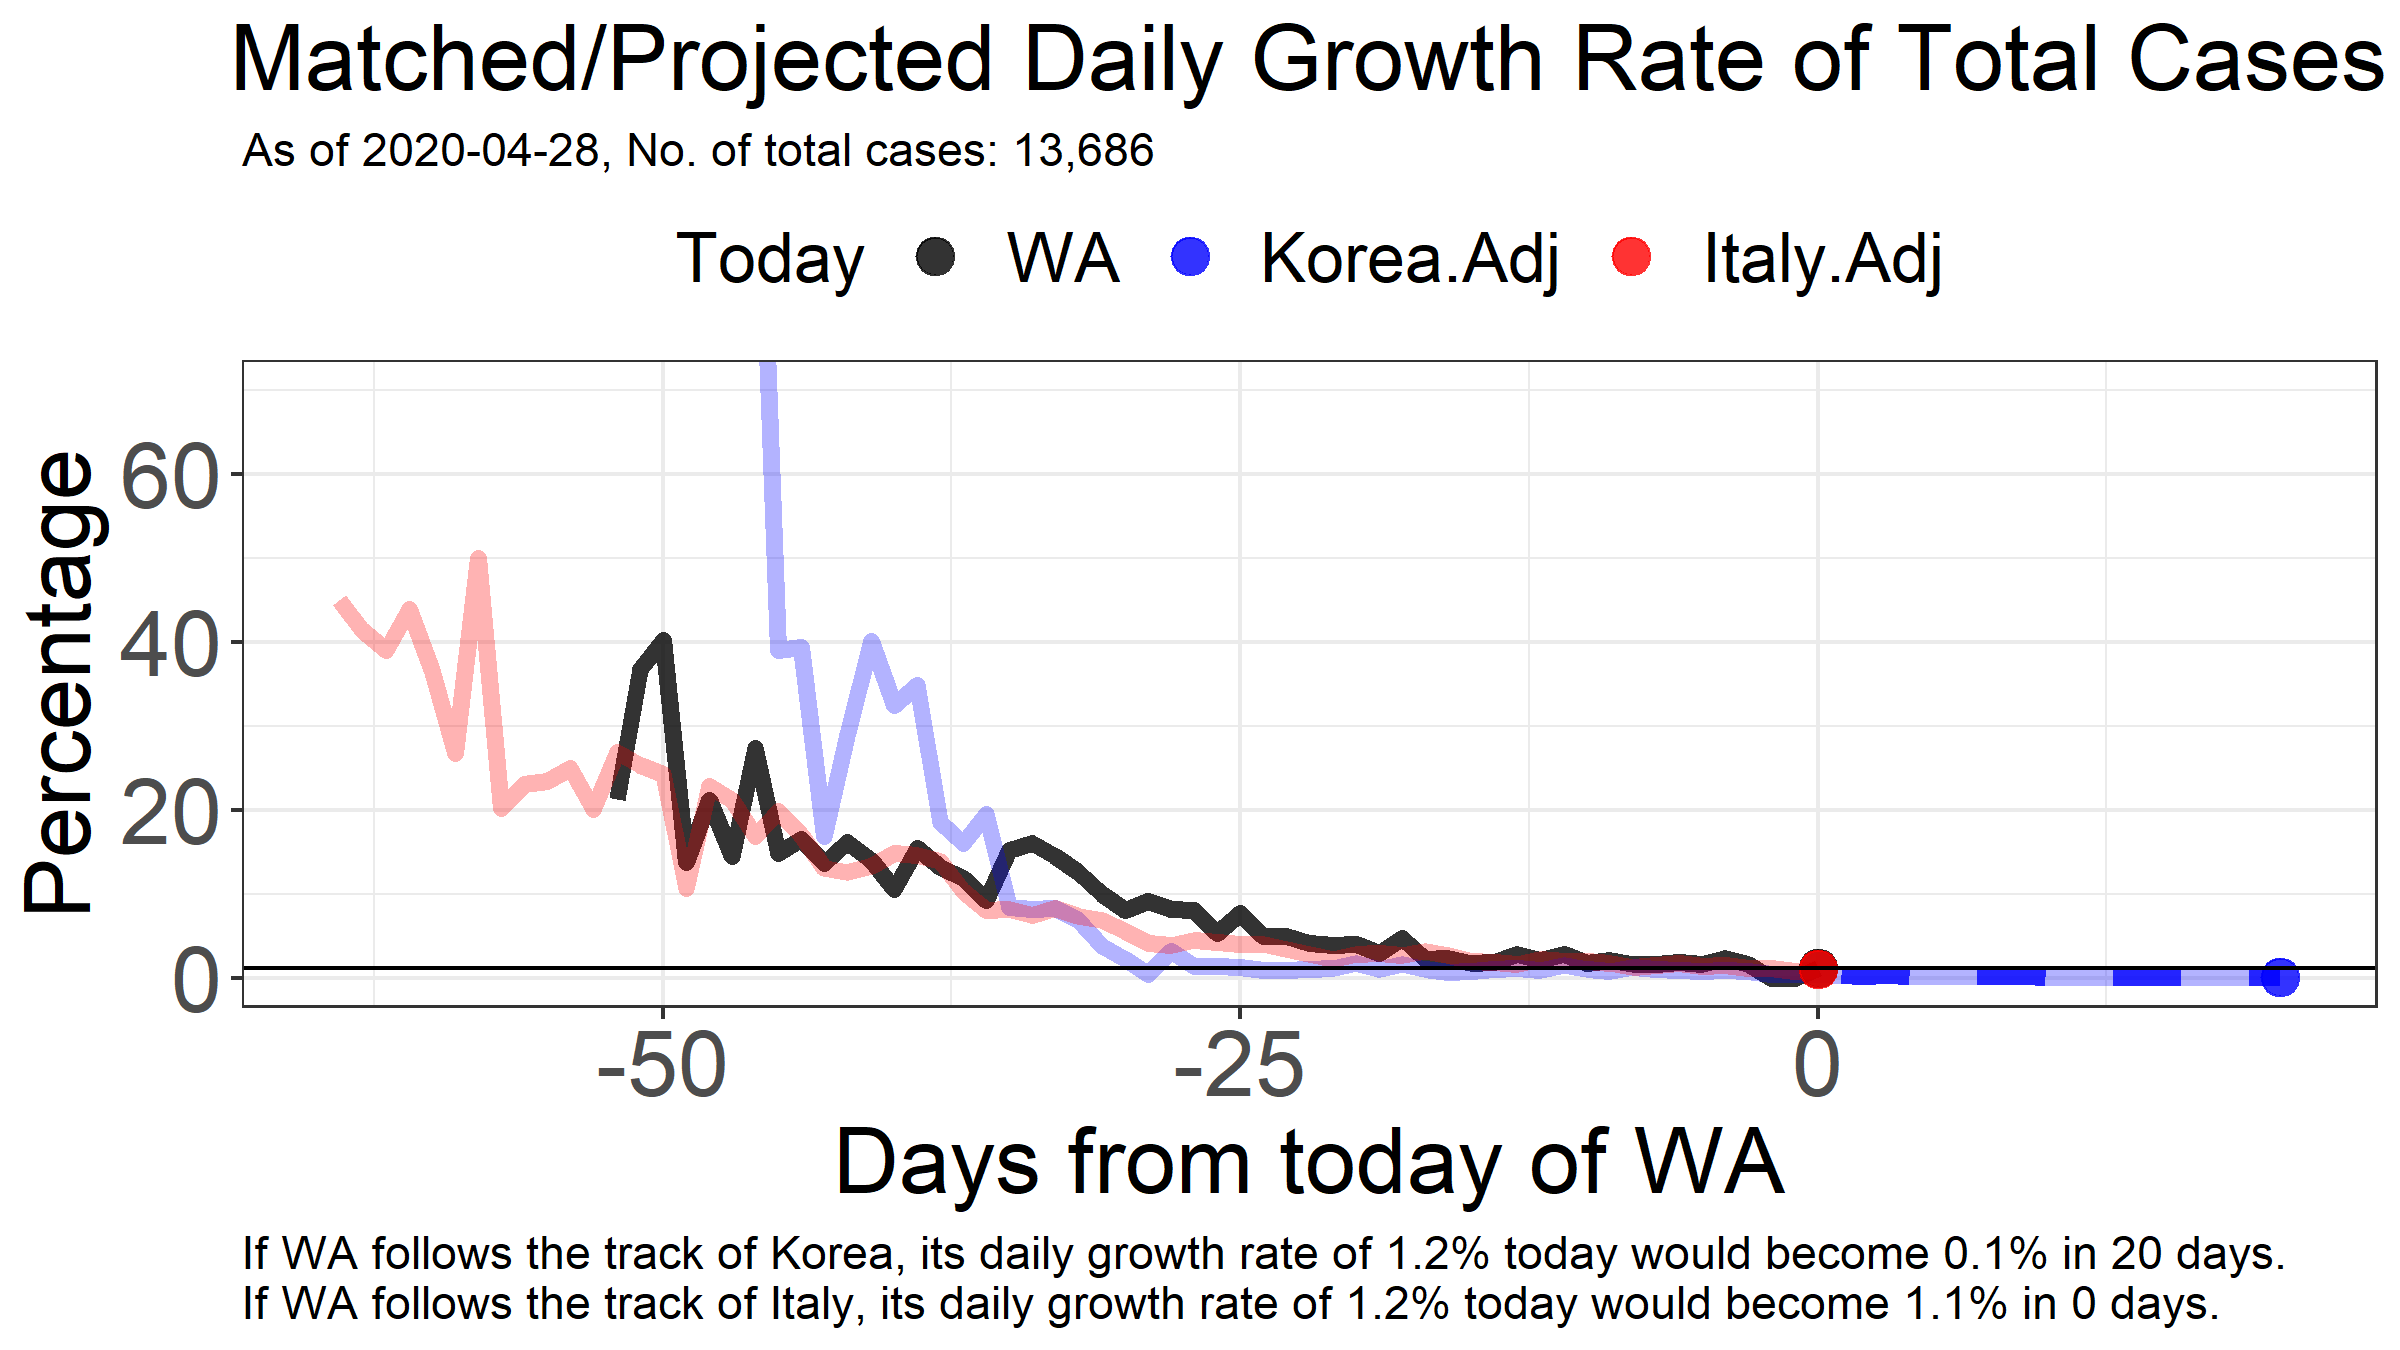 Matched/Projected Daily Growth Rate of Total Cases
As of 2020-04-28, No. of total cases: 13,686
Today WA Korea.Adj Italy.Adj
Percentage
60
40
20
0
-50 -25 0
Days from today of WA
If WA follows the track of Korea, its daily growth rate of 1.2% today would become 0.1% in 20 days.
If WA follows the track of Italy, its daily growth rate of 1.2% today would become 1.1% in 0 days.